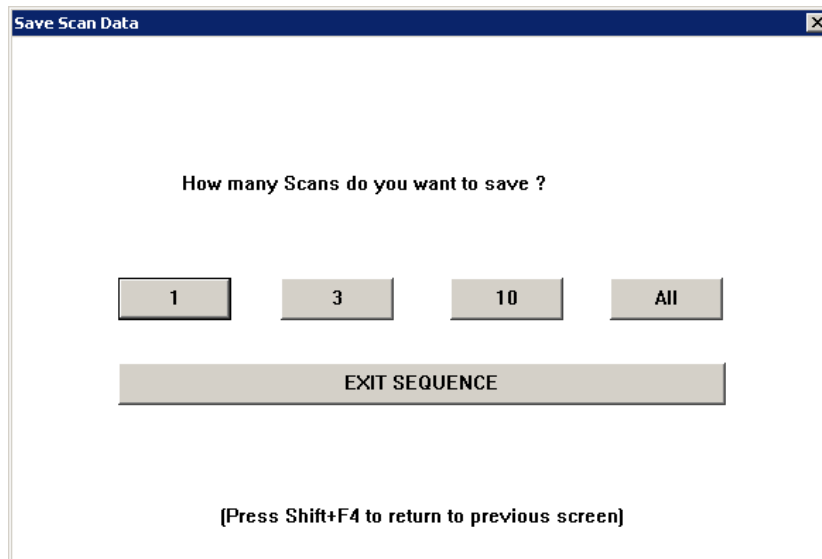 Save Scan Data
How many Scans do you want to save ?
1 3 10 All
EXIT SEQUENCE
(Press Shift+F4 to return to previous screen)